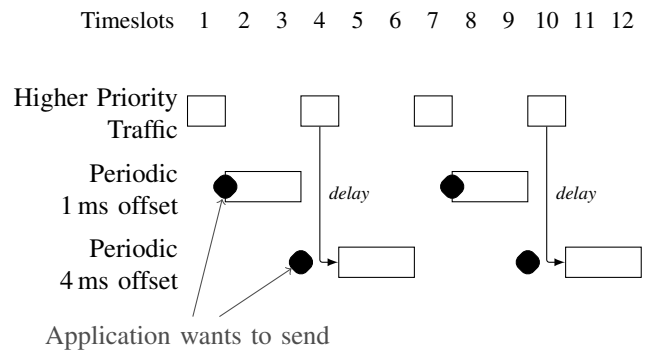 Timeslots 1 2 3 4 5 6 7 8 9 10 11 12
Higher Priority
Traffic
Periodic
1 ms offset
delay delay
Periodic
4 ms offset
Application wants to send